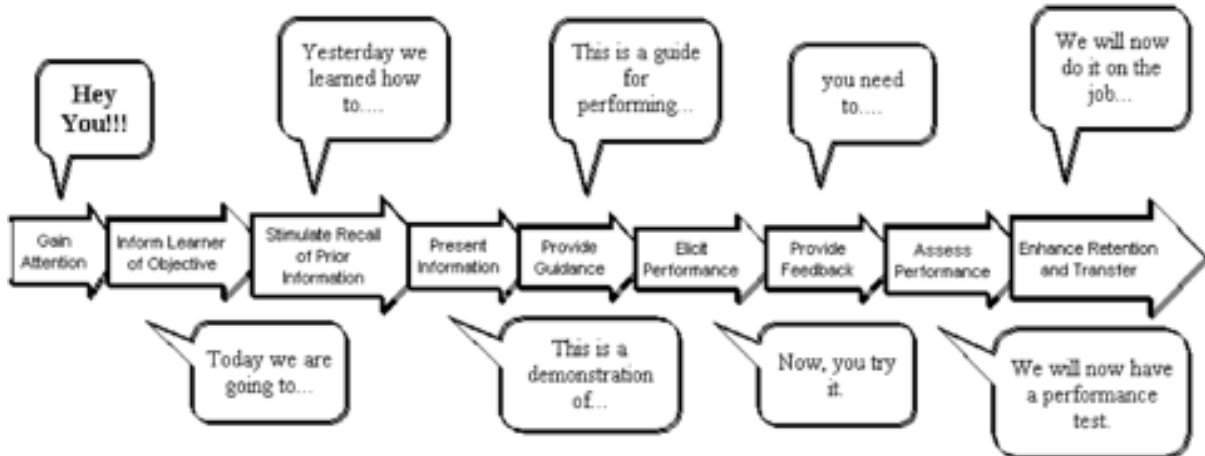 Hey
You!!!
Yesterday we
learned how
to....
This is a guide
for
performing...
you need
to....
We will now
do it on the
job...
Gain
Attention
Inform Learner
of Objective
Stimulate Recall
of Prior
Information
Present
Information
Provide
Guidance
Elicit
Performance
Provide
Feedback
Assess
Performance
Enhance Retention
and Transfer
Today we are
going to...
This is a
demonstration
of...
Now, you try
it.
We will now have
a performance
test.